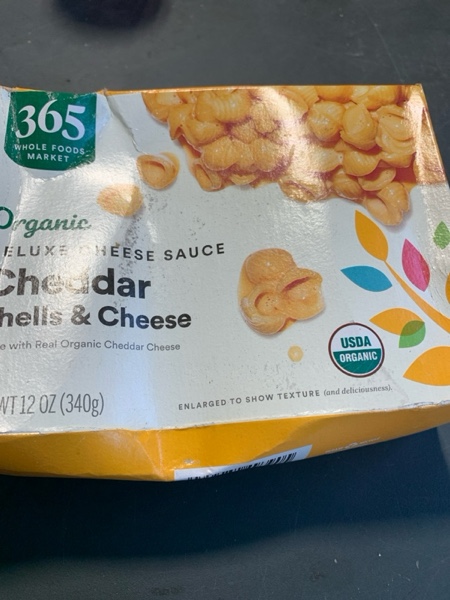 365
WHOLE FOODS
MARKET
Organic
ELUXE CHEESE SAUCE
Cheddar
hells & Cheese
e with Real Organic Cheddar Cheese
WT 12 OZ (340g)
USDA
ORGANIC
ENLARGED TO SHOW TEXTURE (and deliciousness).